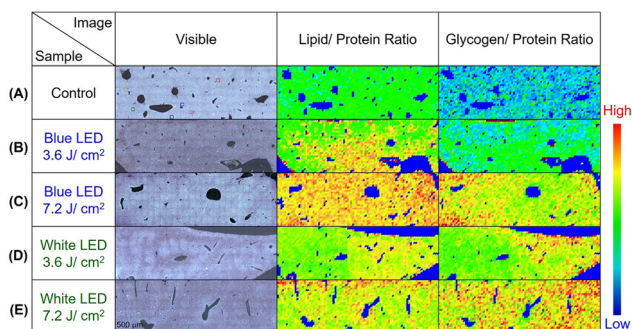 Image
Sample
Visible
Lipid/ Protein Ratio
Glycogen/ Protein Ratio
(A)
Control
(B)
Blue LED
3.6 J/ cm²
(C)
Blue LED
7.2 J/ cm²
(D)
White LED
3.6 J/ cm²
(E)
White LED
7.2 J/ cm²
500 μm
High
Low